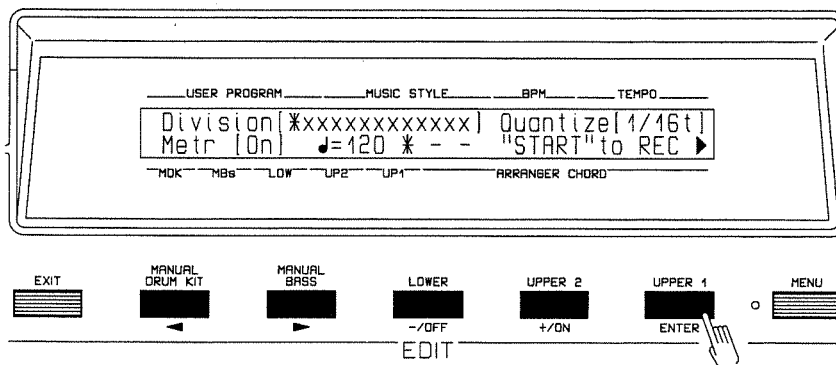 USER PROGRAM MUSIC STYLE BPM TEMPO
Division[*xxxxxxxxxxxx] Quantize[1/16t]
Metr [On] ♩=120 * - - "START"to REC ▶
MDK MBs LOW UP2 UP1 ARRANGER CHORD
EXIT MANUAL DRUM KIT MANUAL BASS LOWER UPPER 2 UPPER 1 MENU
◄ ► -/OFF +/ON ENTER
EDIT